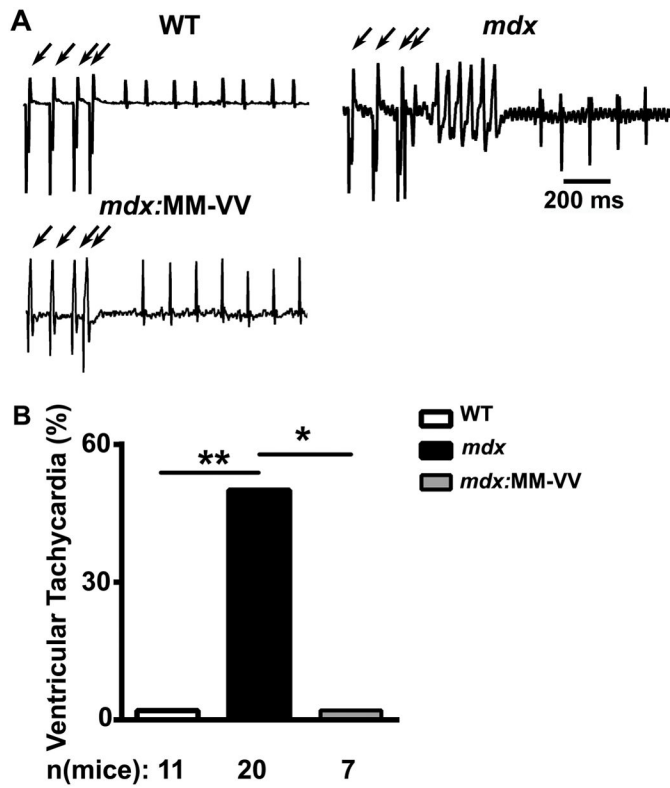 A
WT
mdx
200 ms
mdx:MM-VV
B
WT
mdx
mdx:MM-VV
Ventricular Tachycardia (%)
60
30
0
**
*
n(mice): 11 20 7